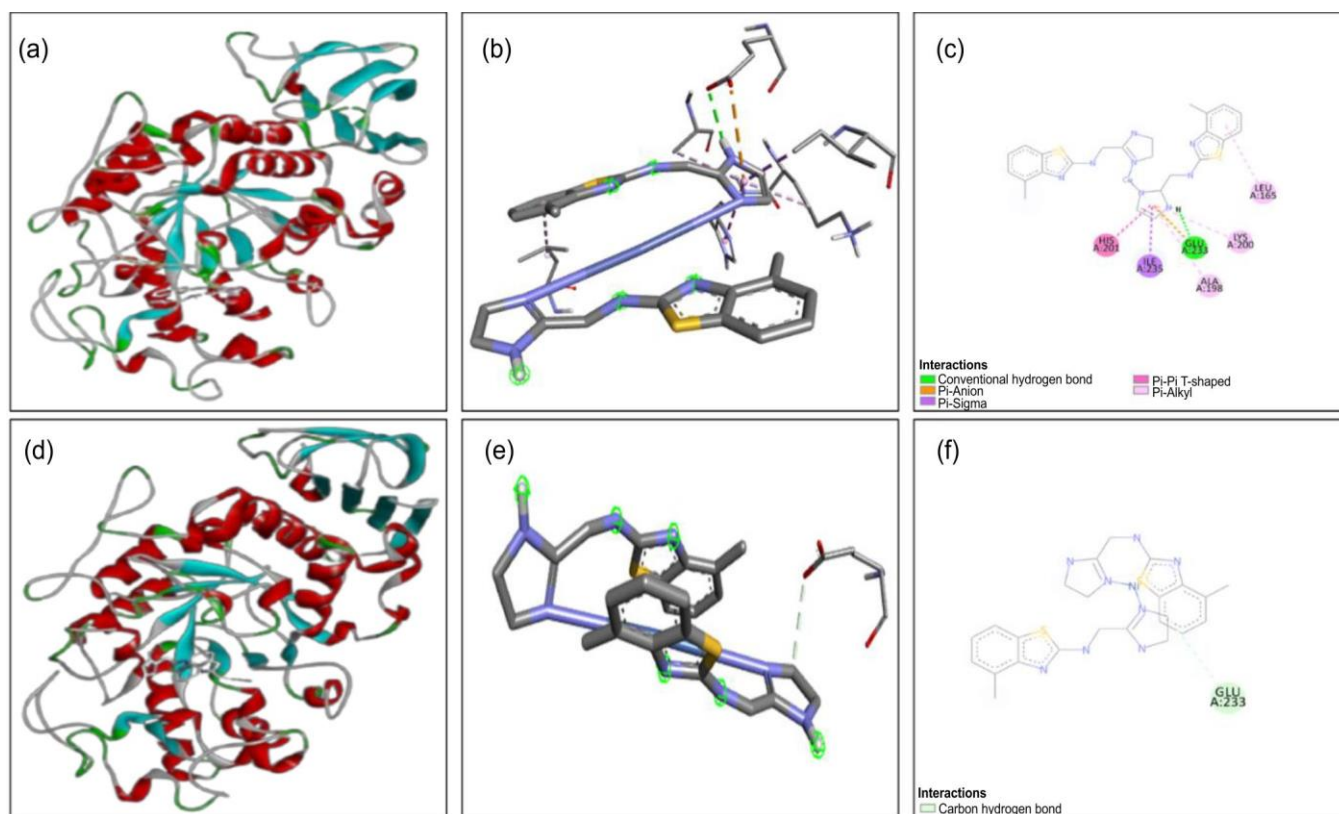 (a)
(b)
(c)
LEU
A:165
HIS
A:201
ILE
A:235
GLU
A:233
LYS
A:200
ALA
A:198
H
Interactions
Conventional hydrogen bond
Pi-Anion
Pi-Sigma
Pi-Pi T-shaped
Pi-Alkyl
(d)
(e)
(f)
GLU
A:233
Interactions
Carbon hydrogen bond